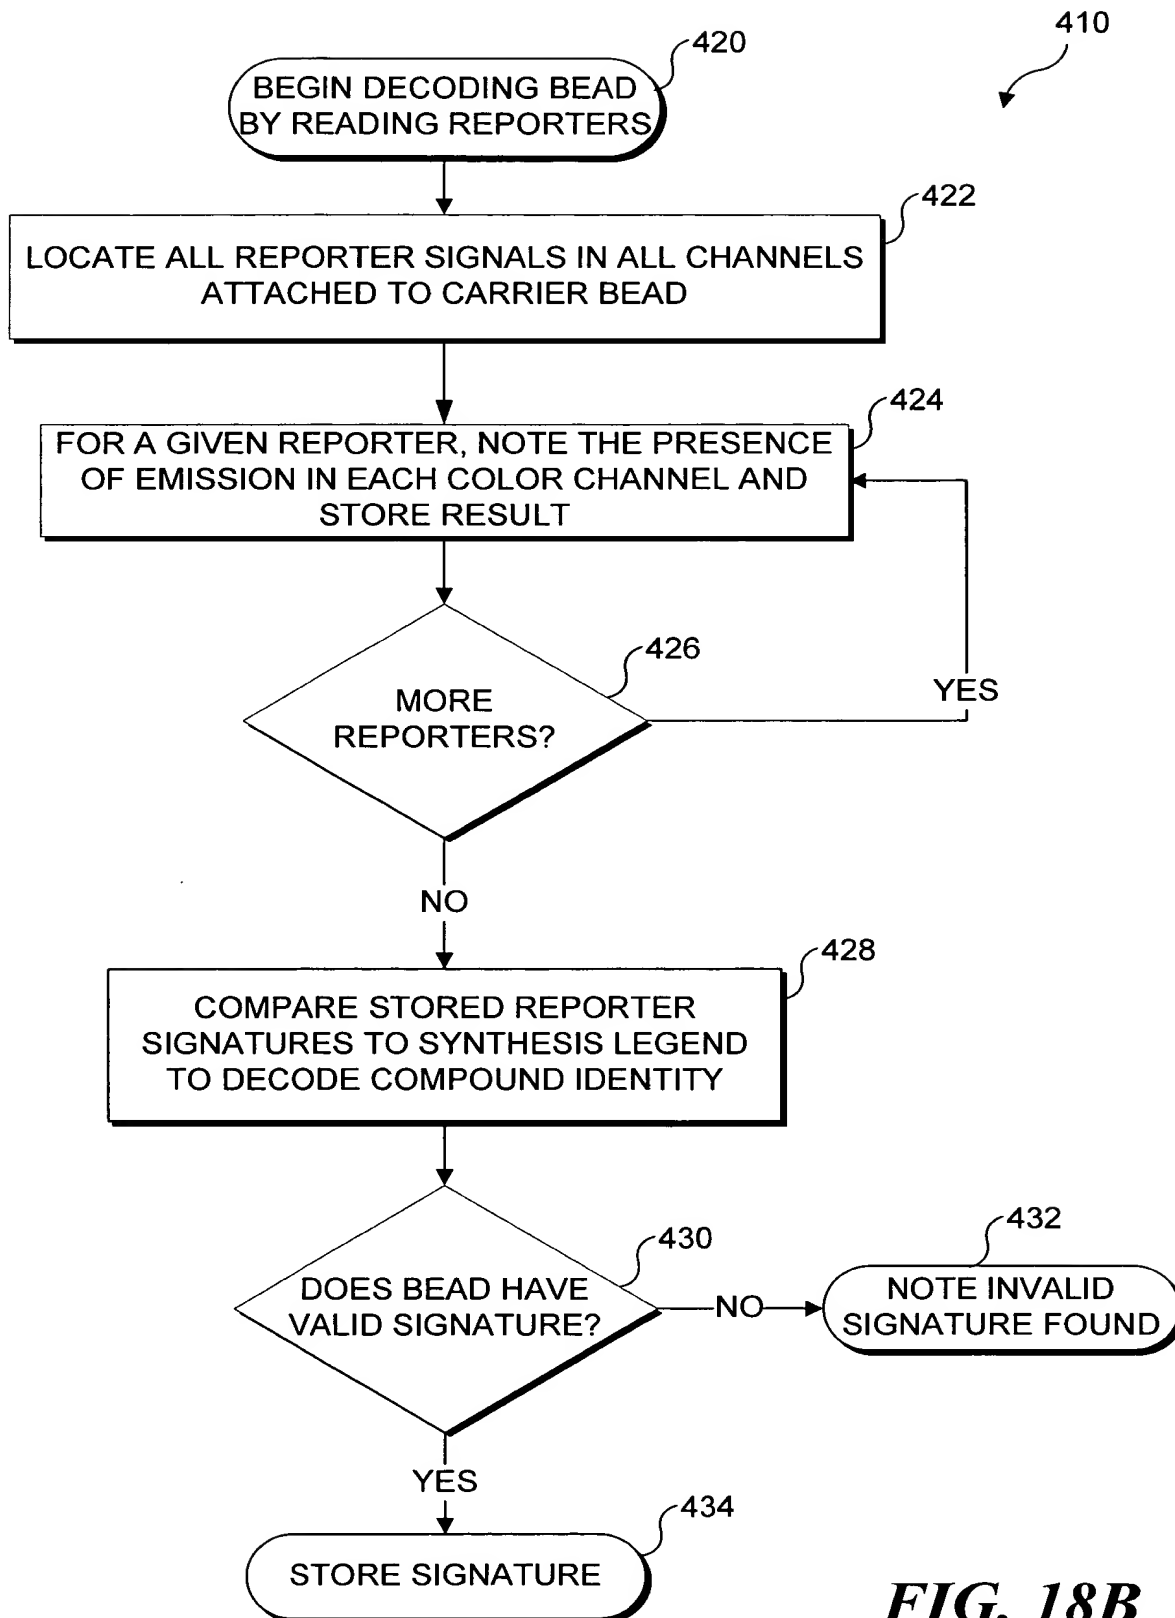 410
420
BEGIN DECODING BEAD
BY READING REPORTERS
422
LOCATE ALL REPORTER SIGNALS IN ALL CHANNELS
ATTACHED TO CARRIER BEAD
424
FOR A GIVEN REPORTER, NOTE THE PRESENCE
OF EMISSION IN EACH COLOR CHANNEL AND
STORE RESULT
426
MORE
REPORTERS?
YES
NO
428
COMPARE STORED REPORTER
SIGNATURES TO SYNTHESIS LEGEND
TO DECODE COMPOUND IDENTITY
430
DOES BEAD HAVE
VALID SIGNATURE?
NO
432
NOTE INVALID
SIGNATURE FOUND
YES
434
STORE SIGNATURE
FIG. 18B